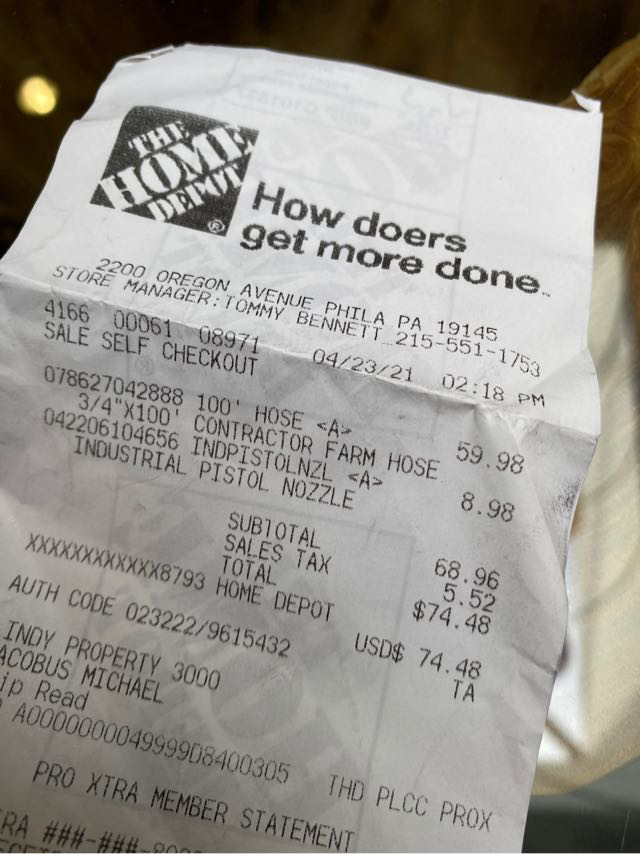 THE
HOME
DEPOT
®
How doers
get more done™
2200 OREGON AVENUE PHILA PA 19145
STORE MANAGER:TOMMY BENNETT 215-551-1753
4166 00061 08971 04/23/21 02:18 PM
SALE SELF CHECKOUT
078627042888 100' HOSE <A> 59.98
3/4"X100' CONTRACTOR FARM HOSE
042206104656 INDPISTOLNZL <A> 8.98
INDUSTRIAL PISTOL NOZZLE
SUBTOTAL 68.96
SALES TAX 5.52
TOTAL $74.48
XXXXXXXXXXXX8793 HOME DEPOT
USD$ 74.48
AUTH CODE 023222/9615432 TA
INDY PROPERTY 3000
ACOBUS MICHAEL
ip Read
A0000000049999D8400305 THD PLCC PROX
PRO XTRA MEMBER STATEMENT
RA ###-###-